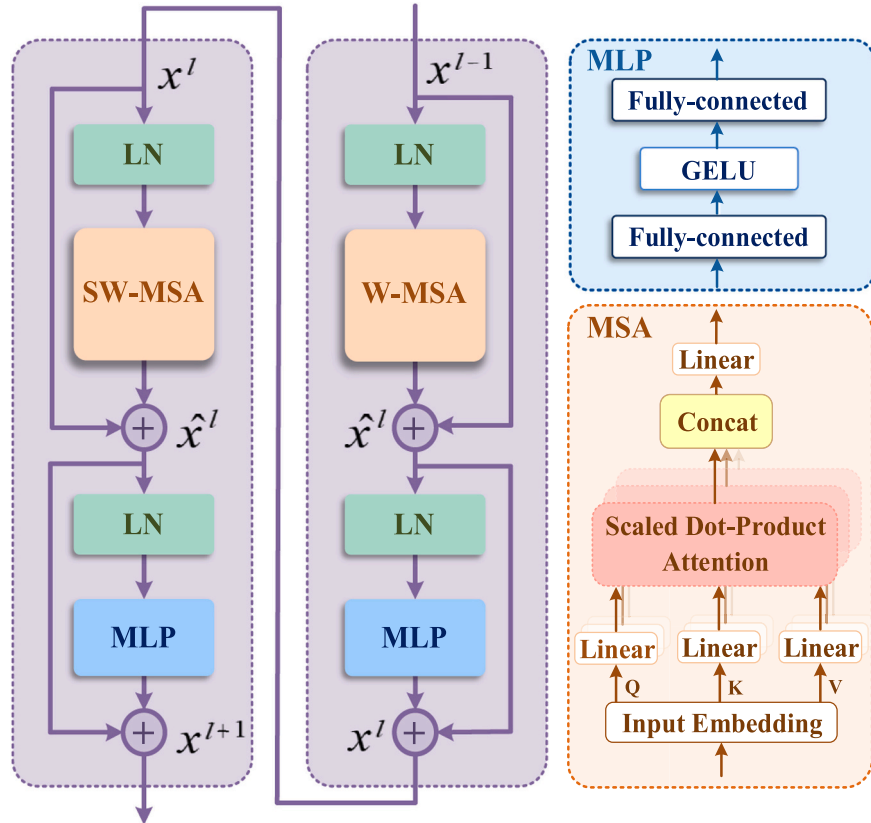 x^l
LN
SW-MSA
+
x̂^l
LN
MLP
+
x^{l+1}
x^{l-1}
LN
W-MSA
+
x̂^l
LN
MLP
+
x^l
MLP
Fully-connected
GELU
Fully-connected
MSA
Linear
Concat
Scaled Dot-Product
Attention
Linear
Linear
Linear
Q
K
V
Input Embedding